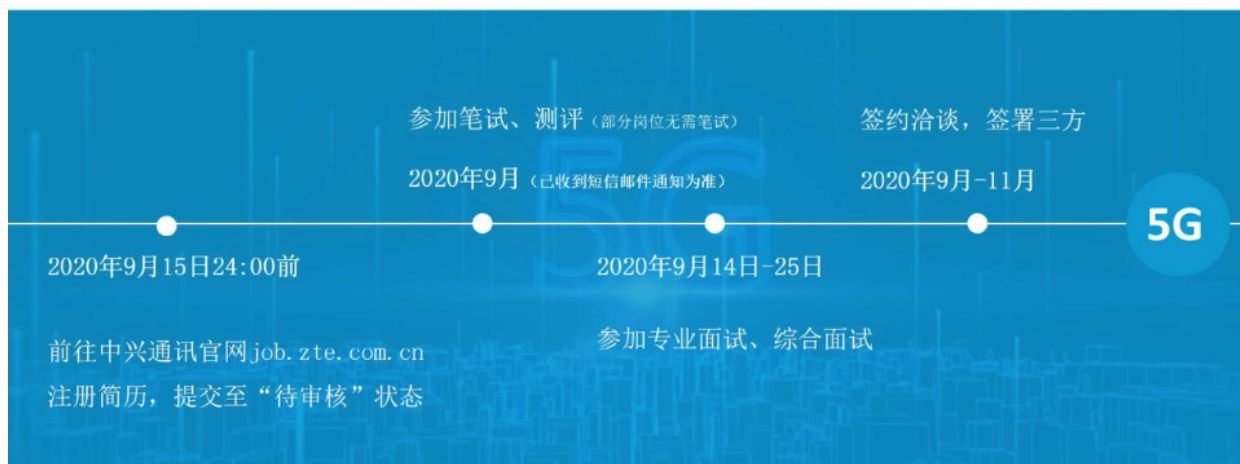 参加笔试、测评（部分岗位无需笔试）
2020年9月（己收到短信邮件通知为准）
签约洽谈，签署三方
2020年9月-11月
5G
5G
2020年9月15日24:00前
前往中兴通讯官网job.zte.com.cn
注册简历，提交至“待审核”状态
2020年9月14日-25日
参加专业面试、综合面试